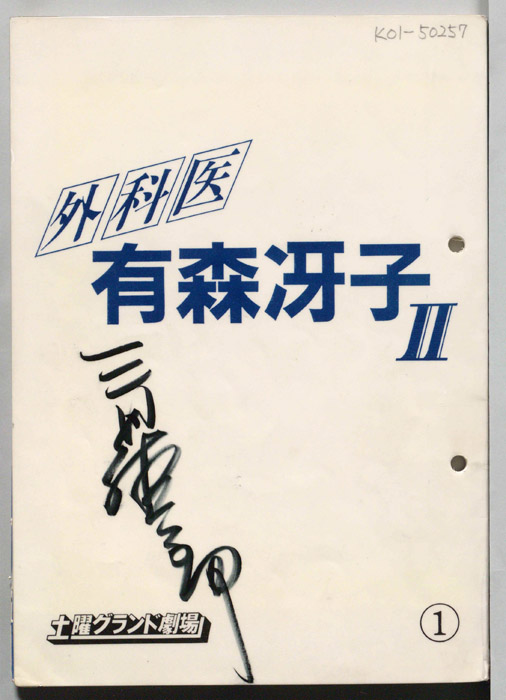 K01-50257
外科医
有森冴子
II
土曜グランド劇場
①